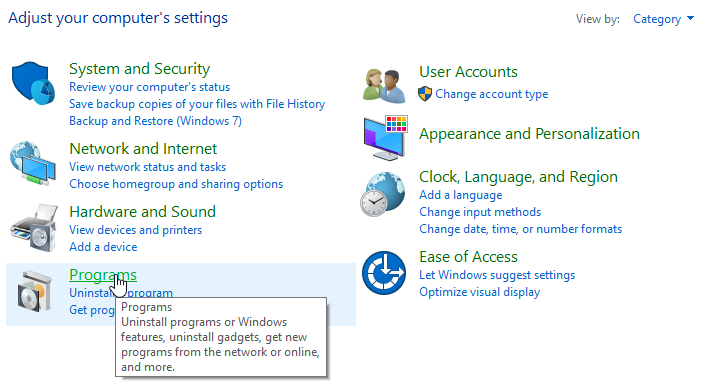 Adjust your computer's settings
View by: Category
System and Security
Review your computer's status
Save backup copies of your files with File History
Backup and Restore (Windows 7)
Network and Internet
View network status and tasks
Choose homegroup and sharing options
Hardware and Sound
View devices and printers
Add a device
Programs
Uninstall program
Get
Programs
Uninstall programs or Windows
features, uninstall gadgets, get new
programs from the network or online,
and more.
User Accounts
Change account type
Appearance and Personalization
Clock, Language, and Region
Add a language
Change input methods
Change date, time, or number formats
Ease of Access
Let Windows suggest settings
Optimize visual display